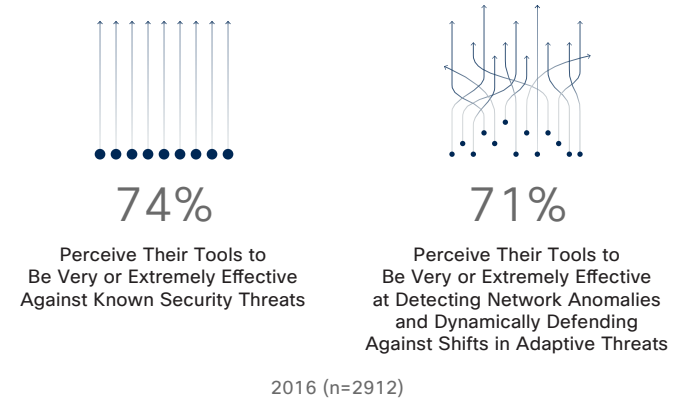 74%
Perceive Their Tools to
Be Very or Extremely Effective
Against Known Security Threats
71%
Perceive Their Tools to
Be Very or Extremely Effective
at Detecting Network Anomalies
and Dynamically Defending
Against Shifts in Adaptive Threats
2016 (n=2912)